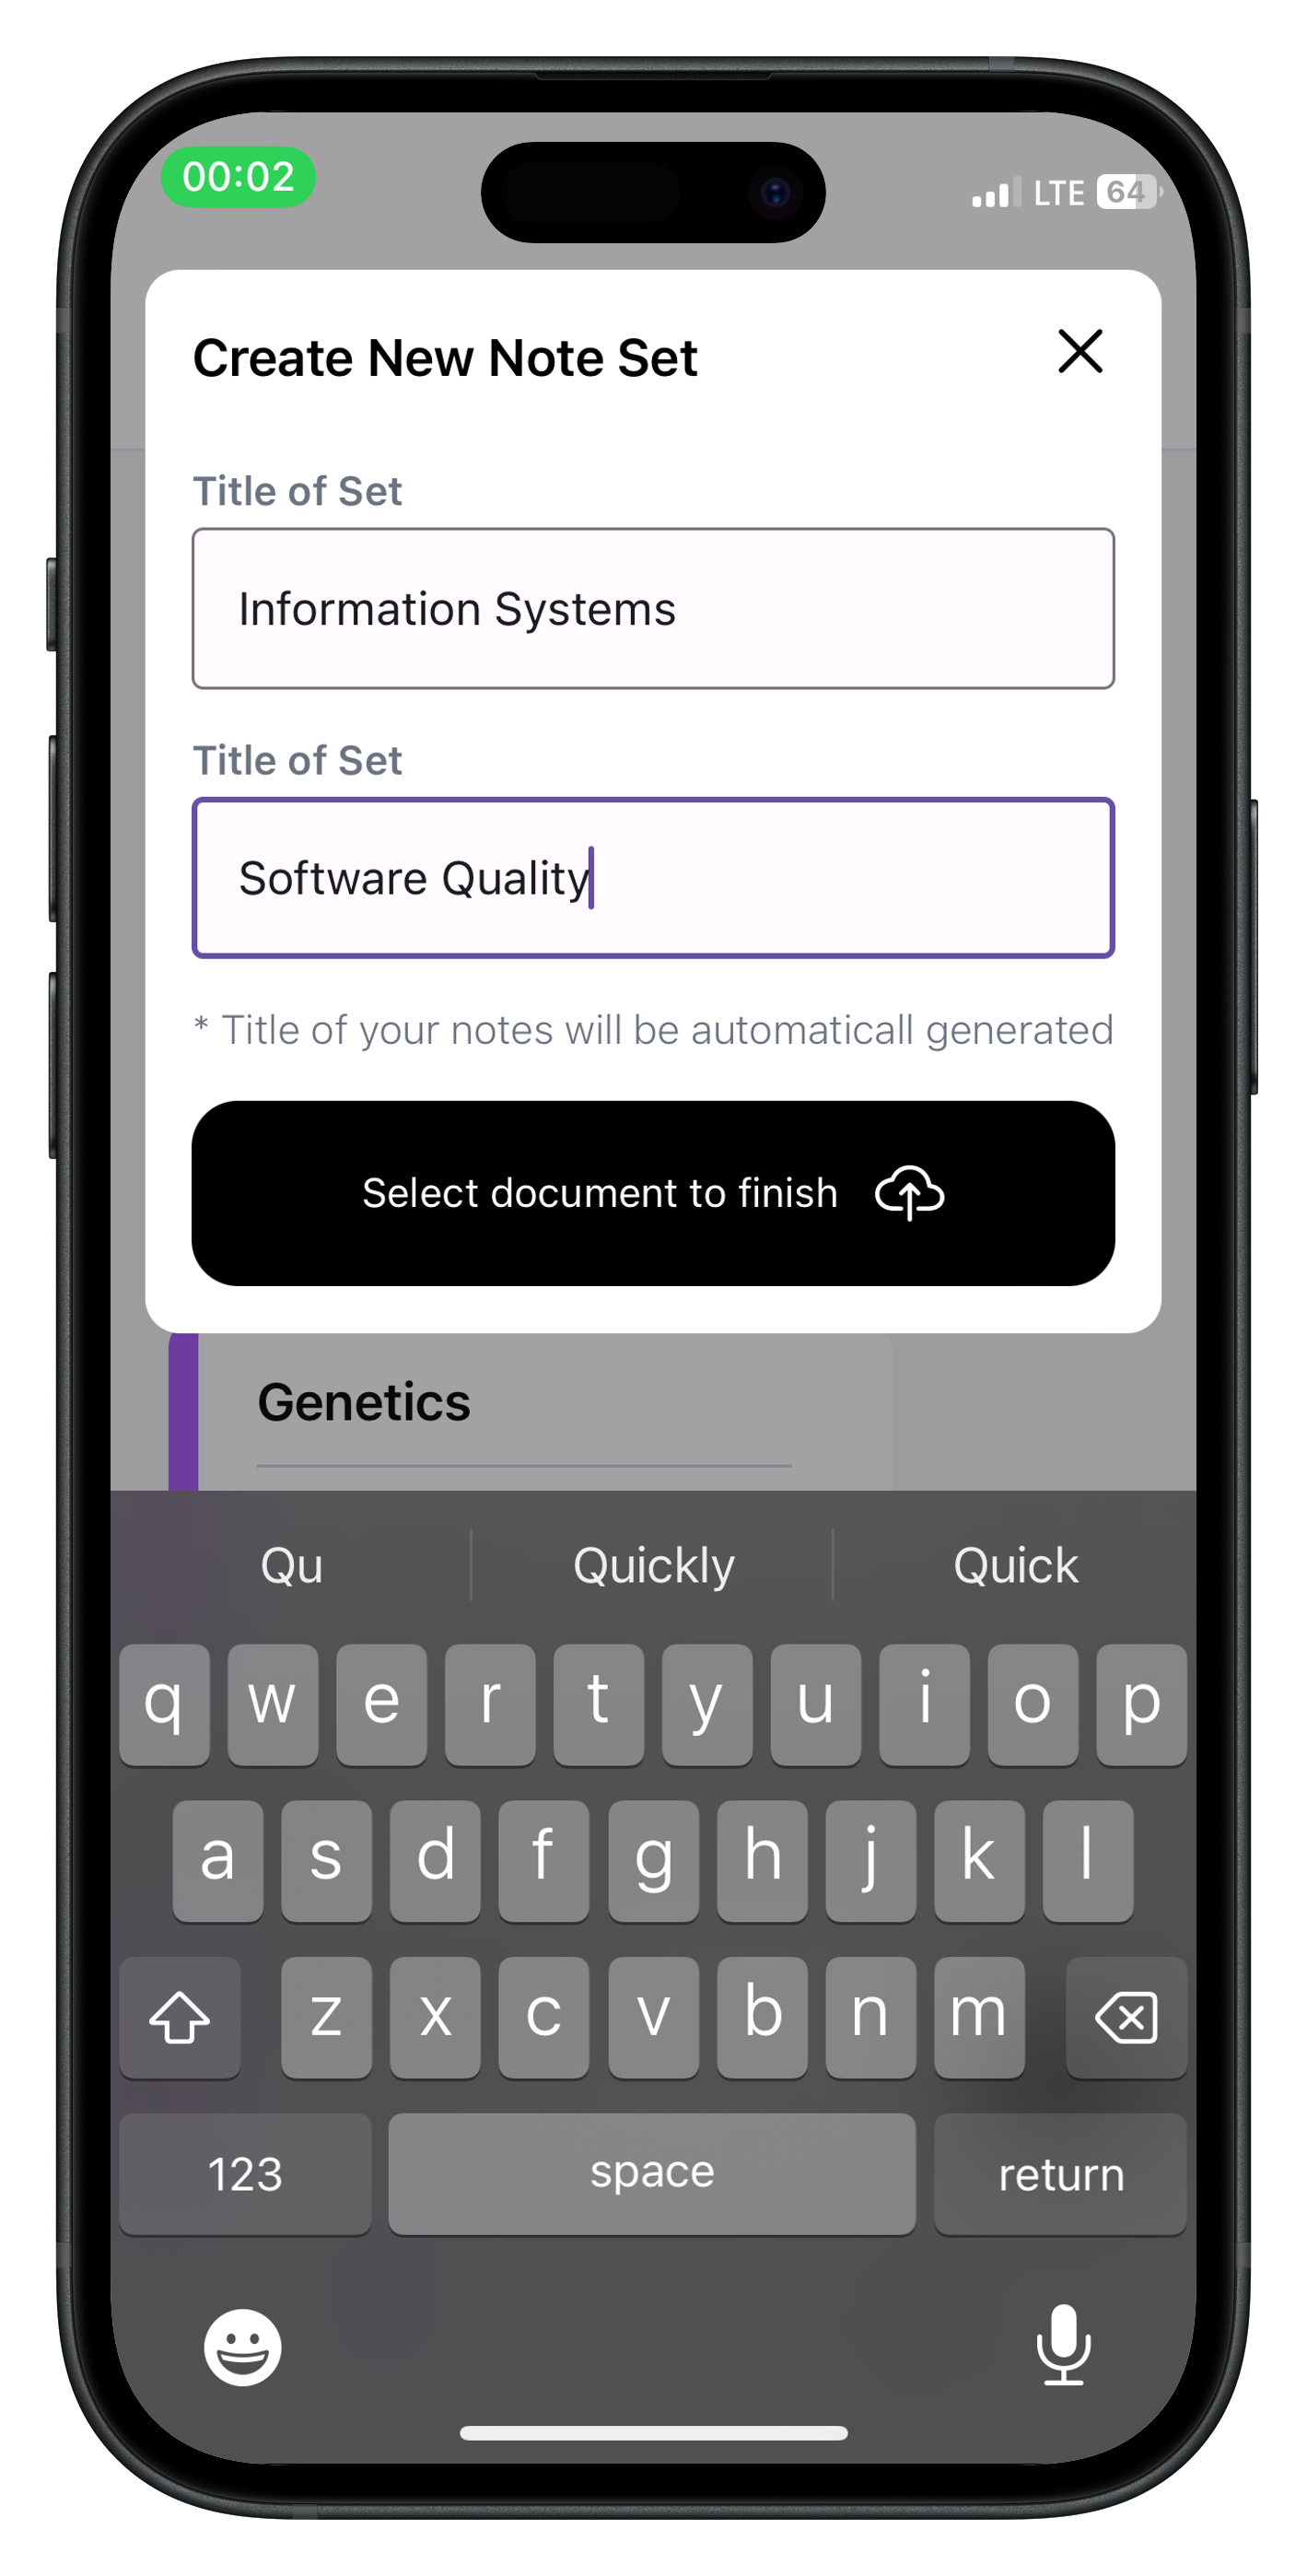 00:02
LTE 64
Create New Note Set
Title of Set
Information Systems
Title of Set
Software Quality
* Title of your notes will be automaticall generated
Select document to finish
Genetics
Qu Quickly Quick
q w e r t y u i o p
a s d f g h j k l
z x c v b n m
123 space return